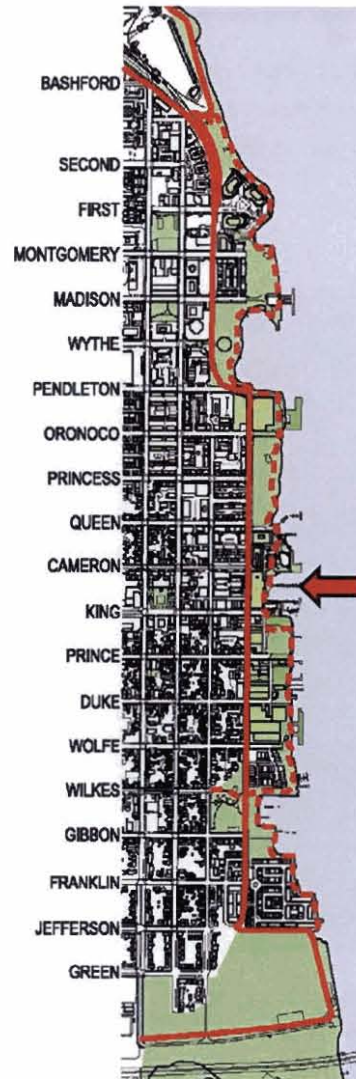 BASHFORD
SECOND
FIRST
MONTGOMERY
MADISON
WYTHE
PENDLETON
ORONOCO
PRINCESS
QUEEN
CAMERON
KING
PRINCE
DUKE
WOLFE
WILKES
GIBBON
FRANKLIN
JEFFERSON
GREEN